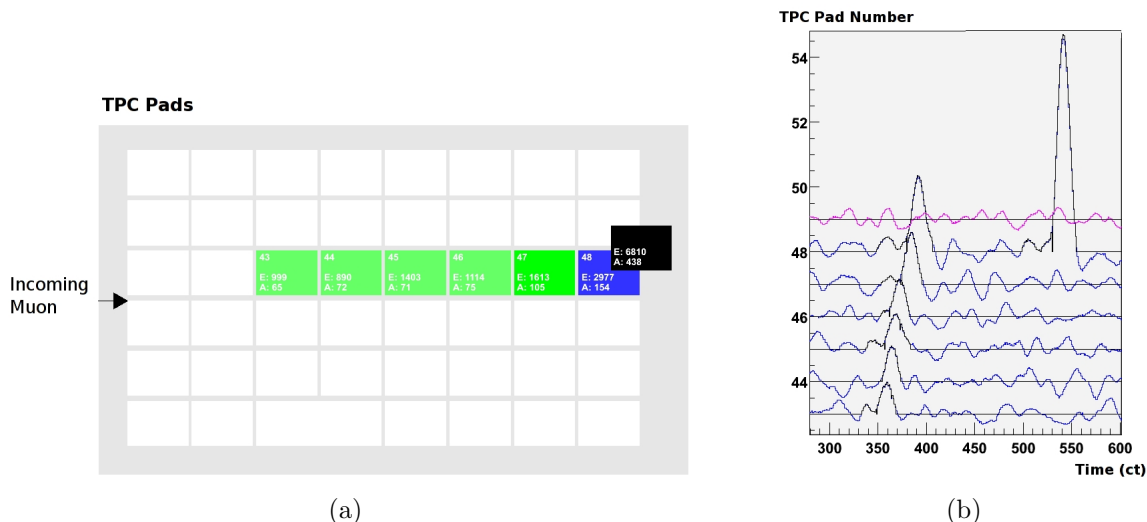 TPC Pads
Incoming
Muon
43
E: 999
A: 65
44
E: 890
A: 72
45
E: 1403
A: 71
46
E: 1114
A: 75
47
E: 1613
A: 105
48
E: 2977
A: 154
E: 6810
A: 438
(a)
TPC Pad Number
54
52
50
48
46
44
300 350 400 450 500 550 600
Time (ct)
(b)